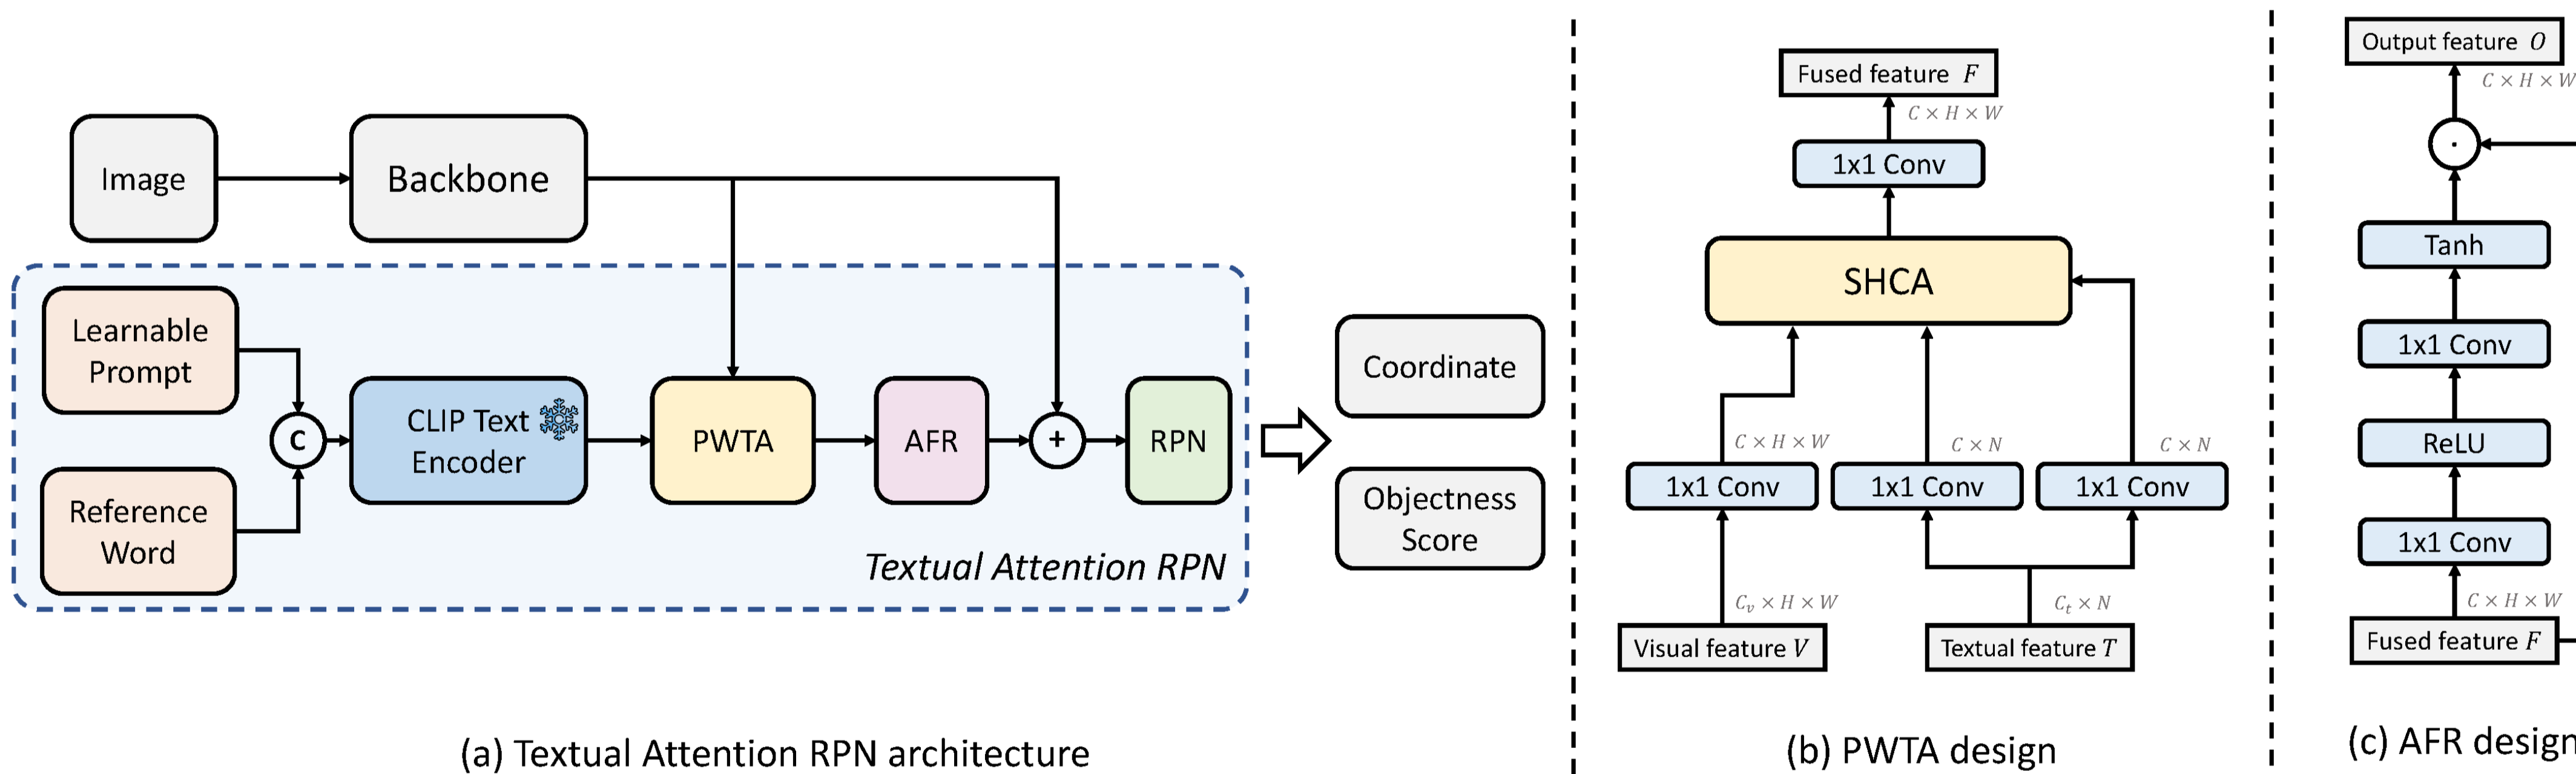 Image
Backbone
Learnable
Prompt
Reference
Word
C
CLIP Text
Encoder
PWTA
AFR
+
RPN
Textual Attention RPN
Coordinate
Objectness
Score
(a) Textual Attention RPN architecture
Fused feature F
C × H × W
1x1 Conv
SHCA
C × H × W
C × N
C × N
1x1 Conv
1x1 Conv
1x1 Conv
C_v × H × W
C_t × N
Visual feature V
Textual feature T
(b) PWTA design
Output feature O
C × H × W
·
Tanh
1x1 Conv
ReLU
1x1 Conv
C × H × W
Fused feature F
(c) AFR design